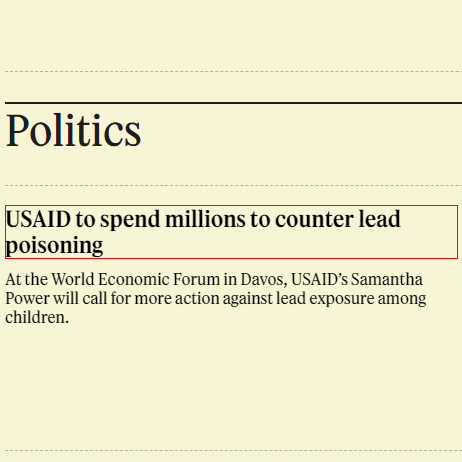 Politics
USAID to spend millions to counter lead
poisoning
At the World Economic Forum in Davos, USAID’s Samantha
Power will call for more action against lead exposure among
children.